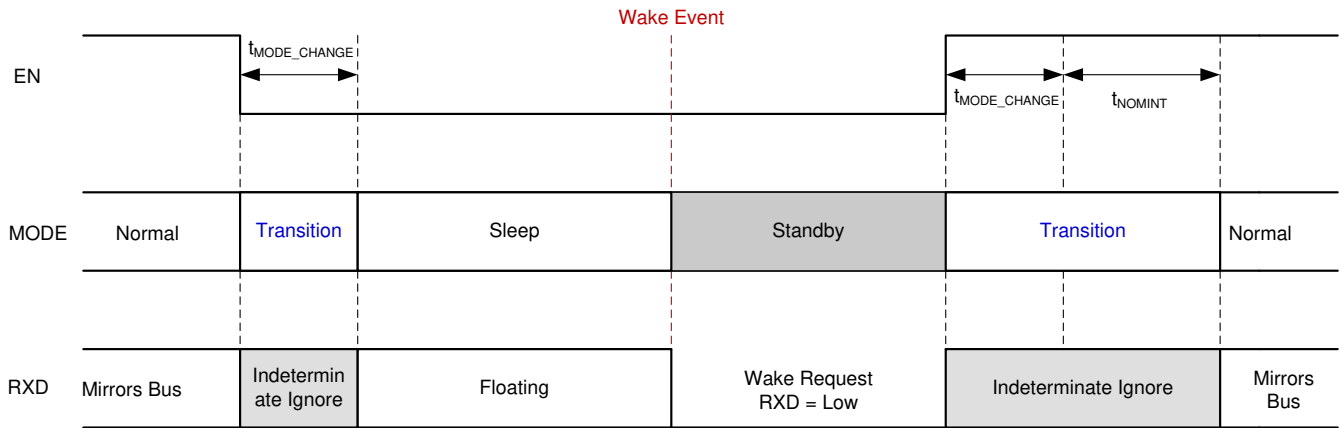 Wake Event
EN
tMODE_CHANGE
tMODE_CHANGE
tNOMINT
MODE
Normal
Transition
Sleep
Standby
Transition
Normal
RXD
Mirrors Bus
Indetermin
ate Ignore
Floating
Wake Request
RXD = Low
Indeterminate Ignore
Mirrors
Bus